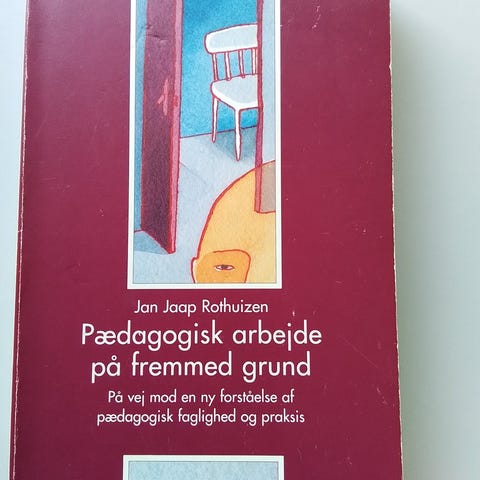 Jan Jaap Rothuizen
Pædagogisk arbejde
på fremmed grund
På vej mod en ny forståelse af
pædagogisk faglighed og praksis